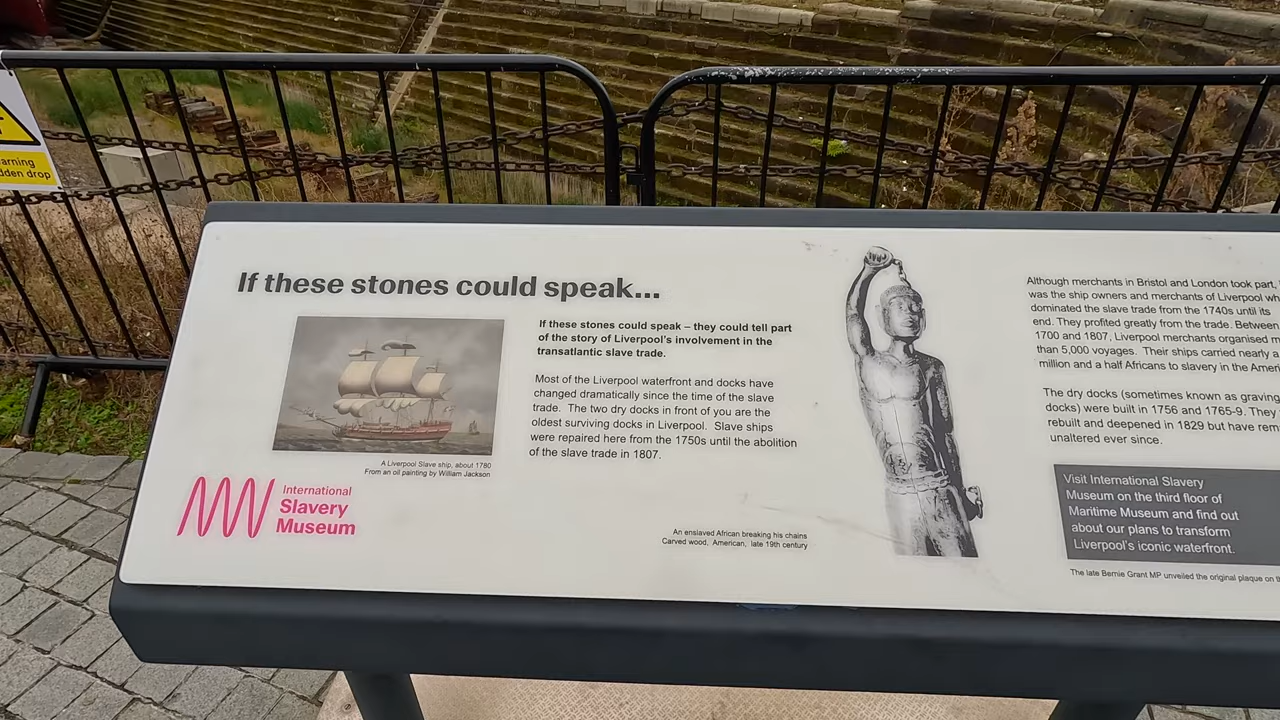 If these stones could speak...
If these stones could speak – they could tell part
of the story of Liverpool's involvement in the
transatlantic slave trade.
Most of the Liverpool waterfront and docks have
changed dramatically since the time of the slave
trade. The two dry docks in front of you are the
oldest surviving docks in Liverpool. Slave ships
were repaired here from the 1750s until the abolition
of the slave trade in 1807.
A Liverpool Slave ship, about 1780
From an oil painting by William Jackson
International
Slavery
Museum
An enslaved African breaking his chains
Carved wood, American, late 19th century
Although merchants in Bristol and London took part,
was the ship owners and merchants of Liverpool
dominated the slave trade from the 1740s until its
end. They profited greatly from the trade. Between
1700 and 1807, Liverpool merchants organised
than 5,000 voyages. Their ships carried nearly a
million and a half Africans to slavery in the
The dry docks (sometimes known as graving
docks) were built in 1756 and 1765-9. They
rebuilt and deepened in 1829 but have
unaltered ever since.
Visit International Slavery
Museum on the third floor of
Maritime Museum and find out
about our plans to transform
Liverpool's iconic waterfront.
The late Bernie Grant MP unveiled the original plaque on